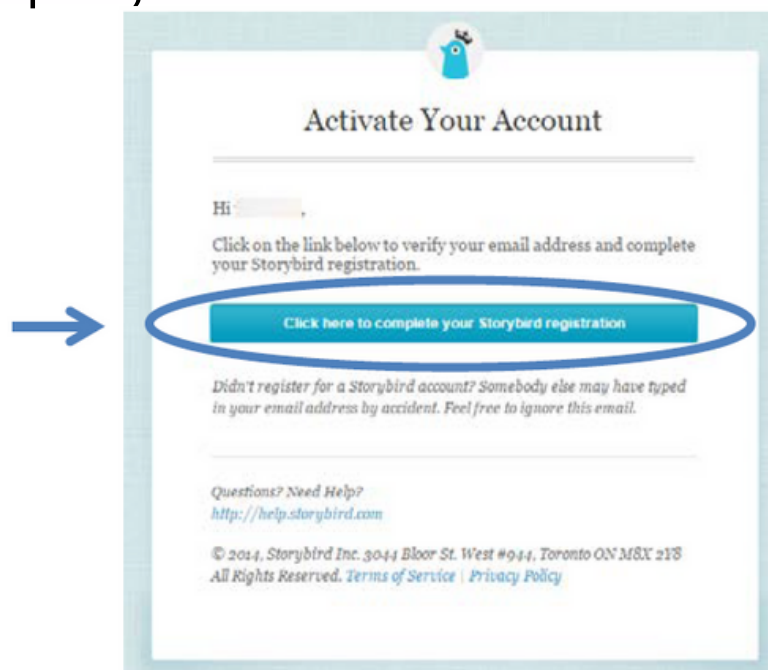 Activate Your Account
Hi ,
Click on the link below to verify your email address and complete
your Storybird registration.
Click here to complete your Storybird registration
Didn't register for a Storybird account? Somebody else may have typed
in your email address by accident. Feel free to ignore this email.
Questions? Need Help?
http://help.storybird.com
© 2014, Storybird Inc. 3044 Bloor St. West #944, Toronto ON M8X 2Y8
All Rights Reserved. Terms of Service | Privacy Policy